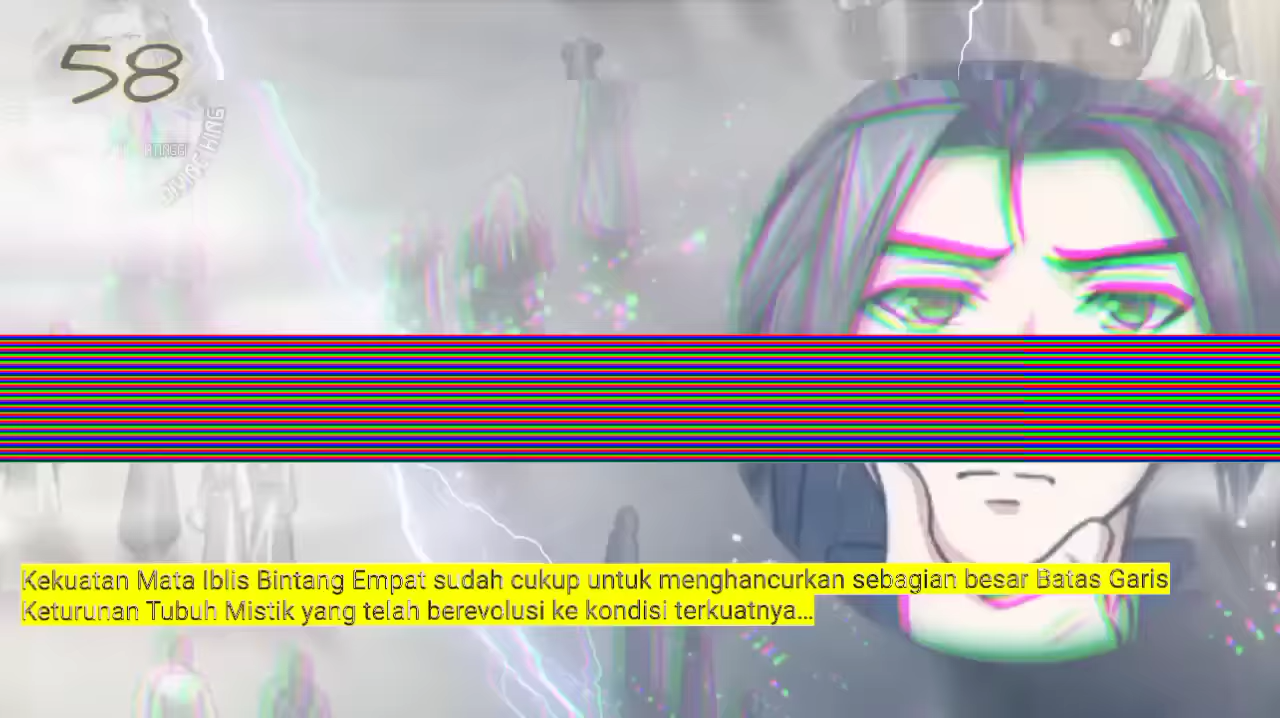 58
Kekuatan Mata Iblis Bintang Empat sudah cukup untuk menghancurkan sebagian besar Batas Garis
Keturunan Tubuh Mistik yang telah berevolusi ke kondisi terkuatnya...